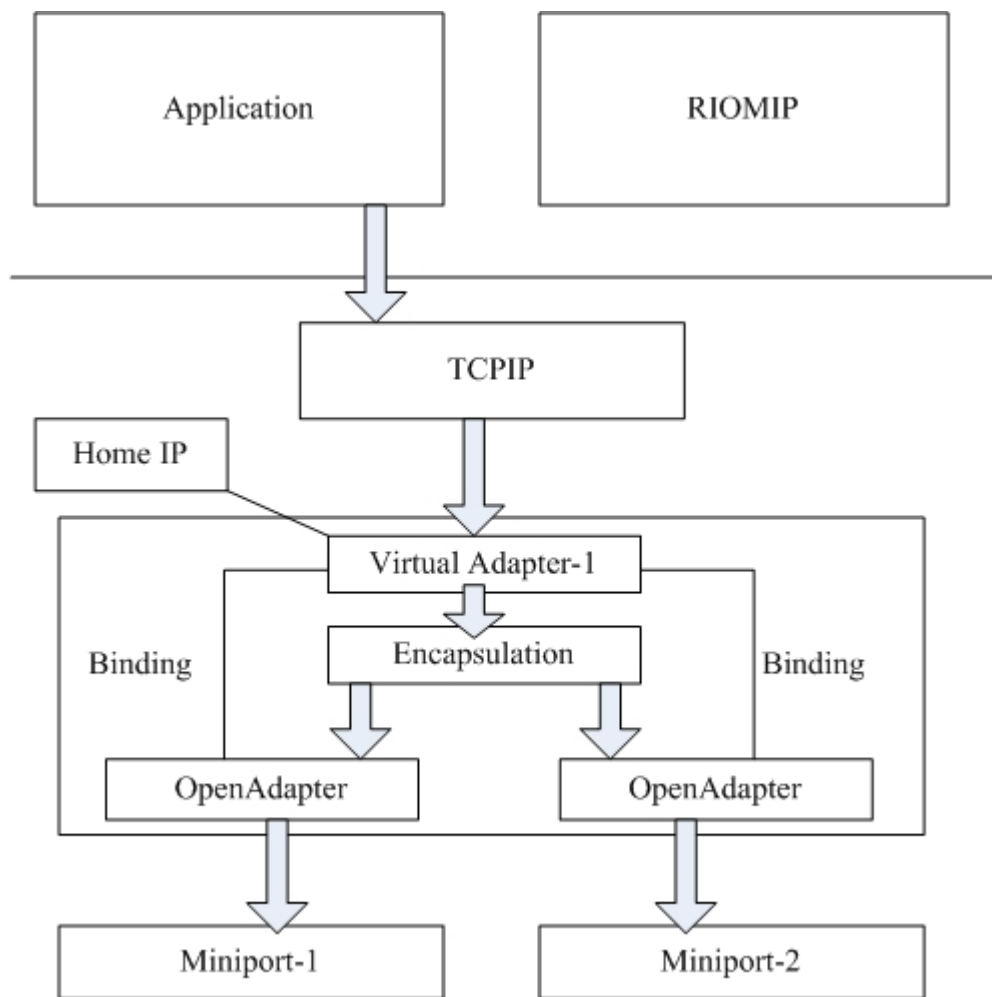 Application
RIOMIP
TCPIP
Home IP
Virtual Adapter-1
Encapsulation
Binding
Binding
OpenAdapter
OpenAdapter
Miniport-1
Miniport-2